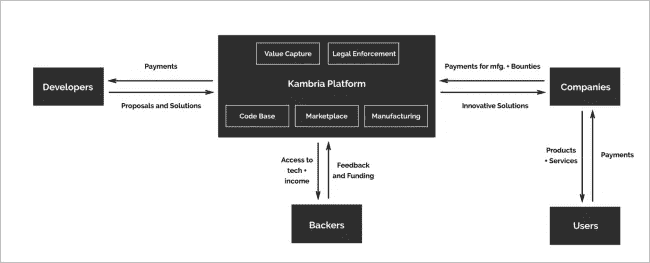 Value Capture
Legal Enforcement
Kambria Platform
Code Base
Marketplace
Manufacturing
Developers
Payments
Proposals and Solutions
Payments for mfg. + Bounties
Innovative Solutions
Companies
Access to
tech +
income
Feedback
and Funding
Backers
Products
+ Services
Payments
Users